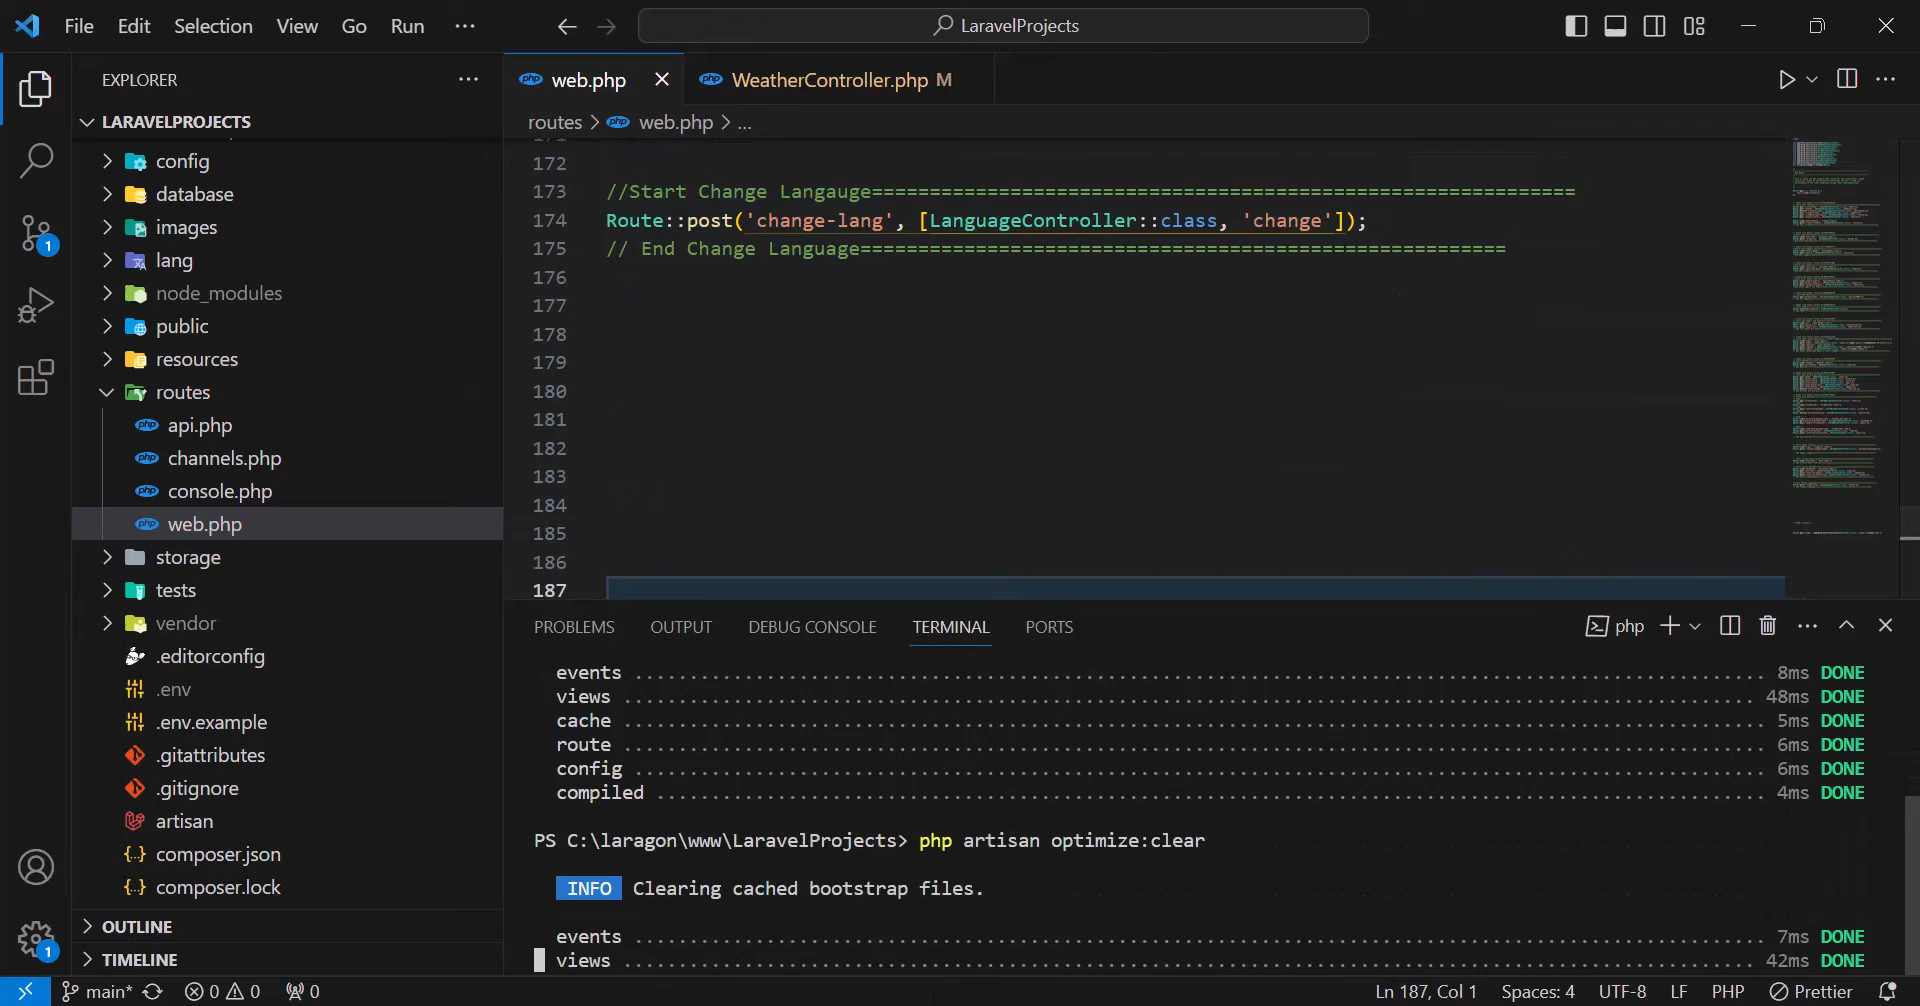 File Edit Selection View Go Run ... LaravelProjects
EXPLORER ...
LARAVELPROJECTS
config
database
images
lang
node_modules
public
resources
routes
api.php
channels.php
console.php
web.php
storage
tests
vendor
.editorconfig
.env
.env.example
.gitattributes
.gitignore
artisan
composer.json
composer.lock
OUTLINE
TIMELINE
1
1
web.php WeatherController.php M
routes > web.php > ...
172
173 //Start Change Langauge=============================================================
174 Route::post('change-lang', [LanguageController::class, 'change']);
175 // End Change Language========================================================
176
177
178
179
180
181
182
183
184
185
186
187
PROBLEMS OUTPUT DEBUG CONSOLE TERMINAL PORTS php
events ........................................ 8ms DONE
views ........................................ 48ms DONE
cache ........................................ 5ms DONE
route ........................................ 6ms DONE
config ........................................ 6ms DONE
compiled ........................................ 4ms DONE
PS C:\laragon\www\LaravelProjects> php artisan optimize:clear
INFO Clearing cached bootstrap files.
events ........................................ 7ms DONE
views ........................................ 42ms DONE
main* 0 0 0 Ln 187, Col 1 Spaces: 4 UTF-8 LF PHP Prettier